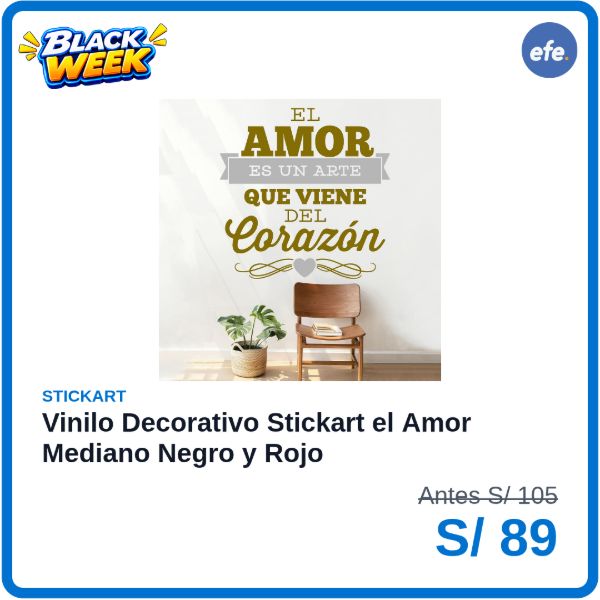 BLACK
WEEK
efe.
EL
AMOR
ES UN ARTE
QUE VIENE
DEL
Corazón
STICKART
Vinilo Decorativo Stickart el Amor
Mediano Negro y Rojo
Antes S/ 105
S/ 89